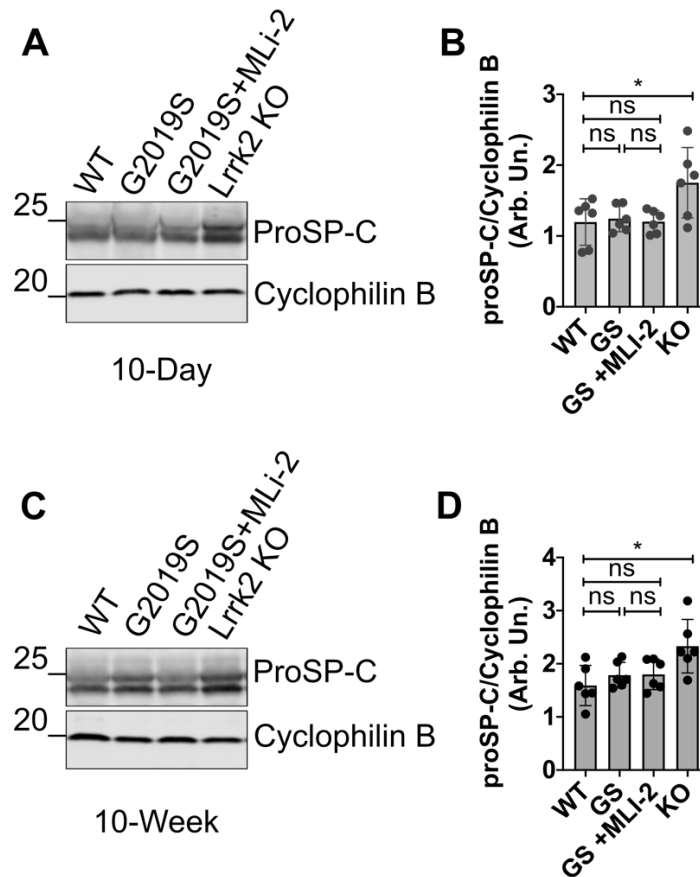 A
WT
G2019S
G2019S+MLi-2
Lrrk2 KO
25
ProSP-C
20
Cyclophilin B
10-Day
B
proSP-C/Cyclophilin B
(Arb. Un.)
3
2
1
0
*
ns
ns ns
WT
GS
GS +MLI-2
KO
C
WT
G2019S
G2019S+MLi-2
Lrrk2 KO
25
ProSP-C
20
Cyclophilin B
10-Week
D
proSP-C/Cyclophilin B
(Arb. Un.)
4
3
2
1
0
*
ns
ns ns
WT
GS
GS +MLI-2
KO